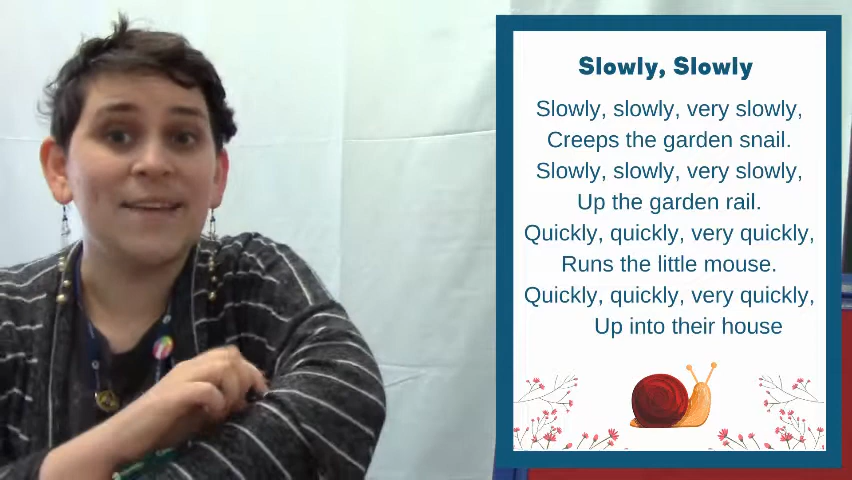 Slowly, Slowly
Slowly, slowly, very slowly,
Creeps the garden snail.
Slowly, slowly, very slowly,
Up the garden rail.
Quickly, quickly, very quickly,
Runs the little mouse.
Quickly, quickly, very quickly,
Up into their house